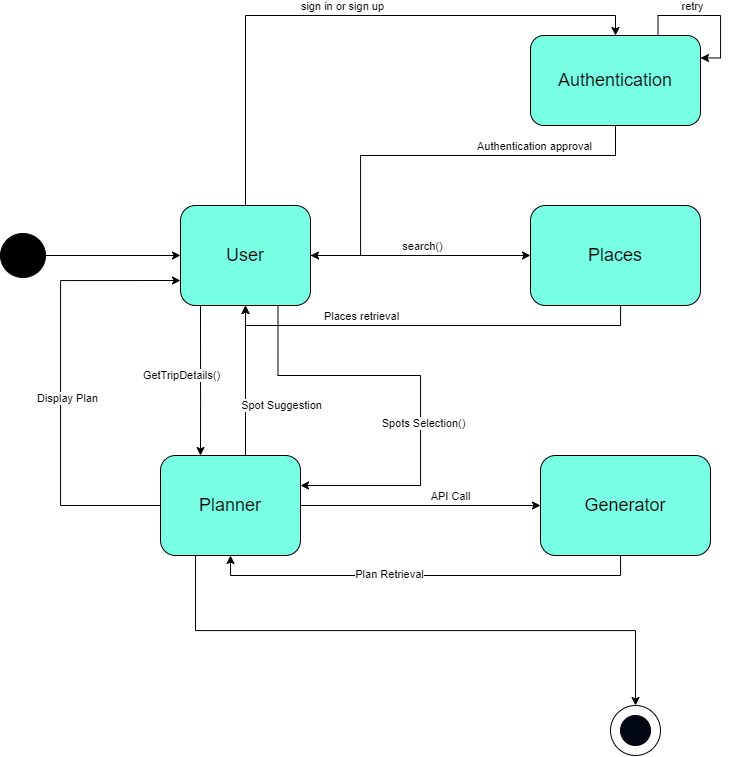 sign in or sign up
retry
Authentication
Authentication approval
User
search()
Places
Places retrieval
GetTripDetails()
Display Plan
Spot Suggestion
Spots Selection()
Planner
API Call
Generator
Plan Retrieval